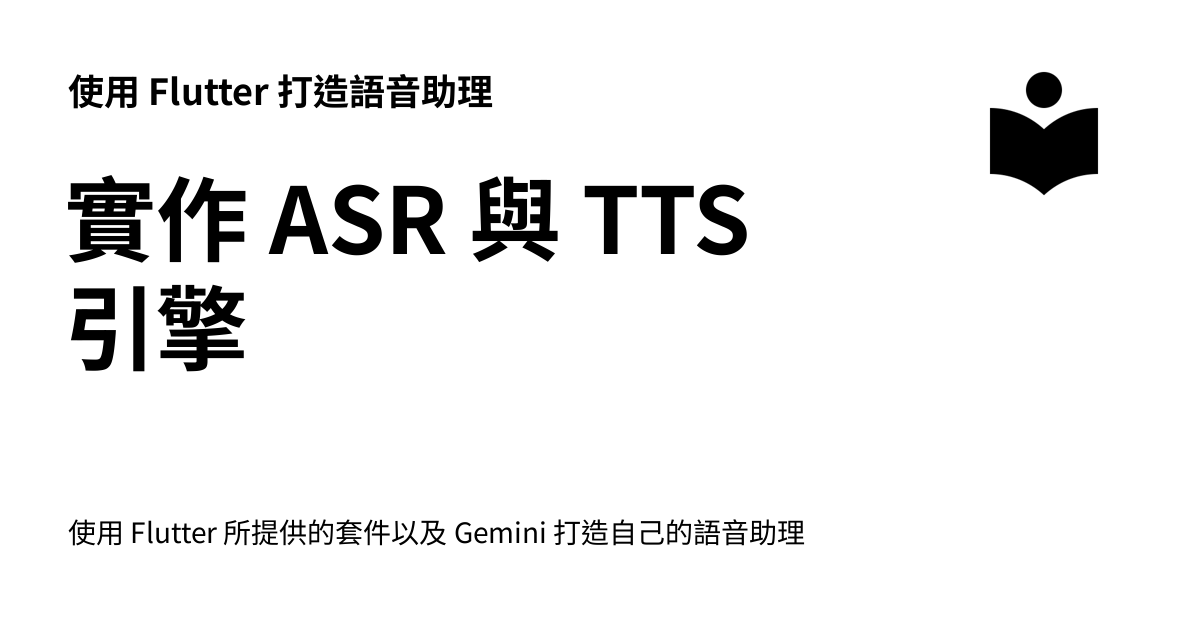 使用 Flutter 打造語音助理
實作 ASR 與 TTS
引擎
使用 Flutter 所提供的套件以及 Gemini 打造自己的語音助理